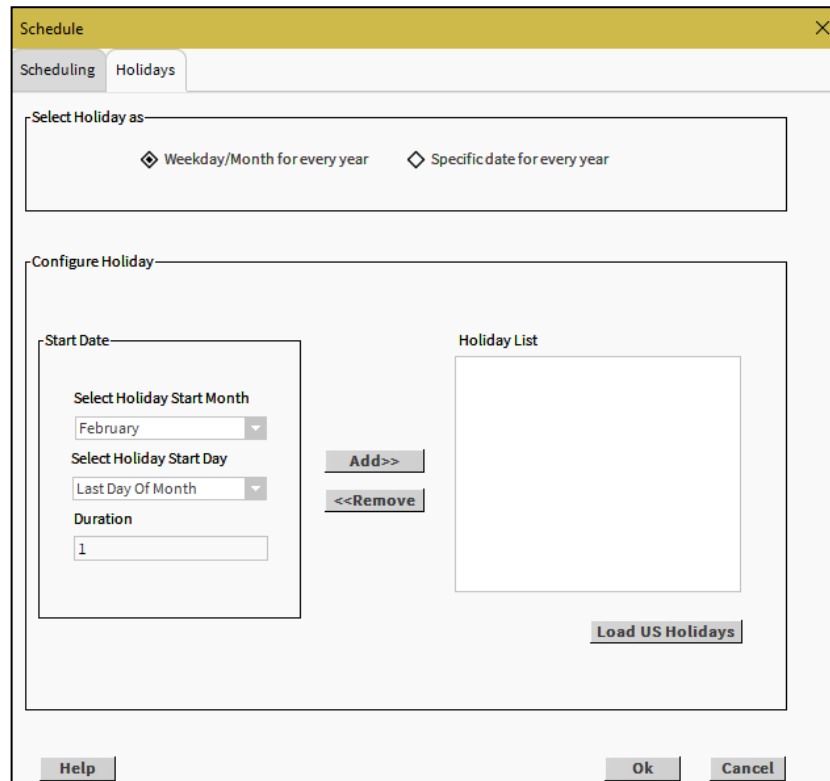 Schedule
Scheduling Holidays
Select Holiday as
Weekday/Month for every year Specific date for every year
Configure Holiday
Start Date
Select Holiday Start Month
February
Select Holiday Start Day
Last Day Of Month
Duration
1
Add>>
<<Remove
Holiday List
Load US Holidays
Help Ok Cancel